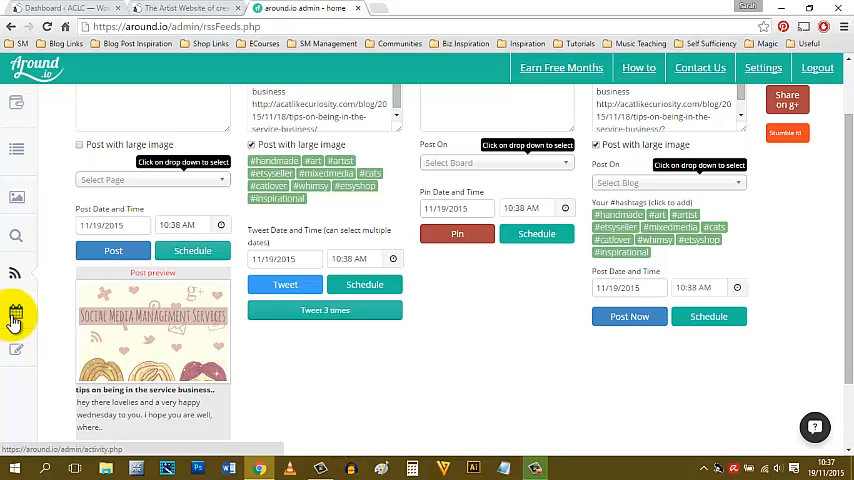 Sarah
Dashboard ‹ ACLC — Wo
The Artist Website of crea
around.io admin - home
https://around.io/admin/rssFeeds.php
SM
Blog Links
Blog Post Inspiration
Shop Links
ECourses
SM Management
Communities
Biz Inspiration
Inspiration
Tutorials
Music Teaching
Self Sufficiency
Magic
Useful
Around.io
Earn Free Months
How to
Contact Us
Settings
Logout
Post with large image
Click on drop down to select
Select Page
Post Date and Time
11/19/2015
10:38 AM
Post
Schedule
Post preview
SOCIAL MEDIA MANAGEMENT SERVICES
g+
tips on being in the service business..
hey there lovelies and a very happy
wednesday to you. i hope you are well,
where..
business
http://acatlikecuriosity.com/blog/20
15/11/18/tips-on-being-in-the-
service-business/
Post with large image
#handmade #art #artist
#etsyseller #mixedmedia #cats
#catlover #whimsy #etsyshop
#inspirational
Tweet Date and Time (can select multiple
dates)
11/19/2015
10:38 AM
Tweet
Schedule
Tweet 3 times
Post On
Click on drop down to select
Select Board
Pin Date and Time
11/19/2015
10:38 AM
Pin
Schedule
business
http://acatlikecuriosity.com/blog/20
15/11/18/tips-on-being-in-the-
service-business/?
Post with large image
Post On
Click on drop down to select
Select Blog
Your #hashtags (click to add)
#handmade #art #artist
#etsyseller #mixedmedia #cats
#catlover #whimsy #etsyshop
#inspirational
Post Date and Time
11/19/2015
10:38 AM
Post Now
Schedule
Share
on g+
Stumble it!
https://around.io/admin/activity.php
10:37
19/11/2015